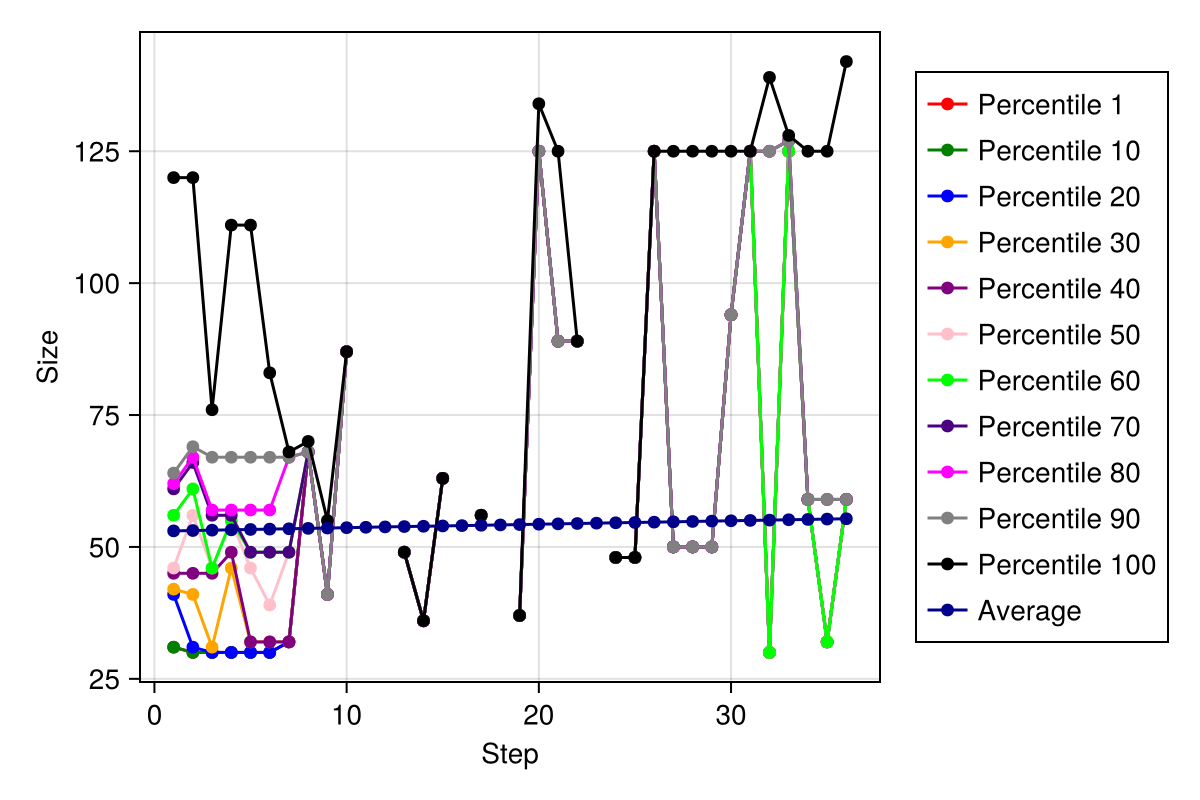 125
100
75
50
25
Size
0 10 20 30
Step
Percentile 1
Percentile 10
Percentile 20
Percentile 30
Percentile 40
Percentile 50
Percentile 60
Percentile 70
Percentile 80
Percentile 90
Percentile 100
Average